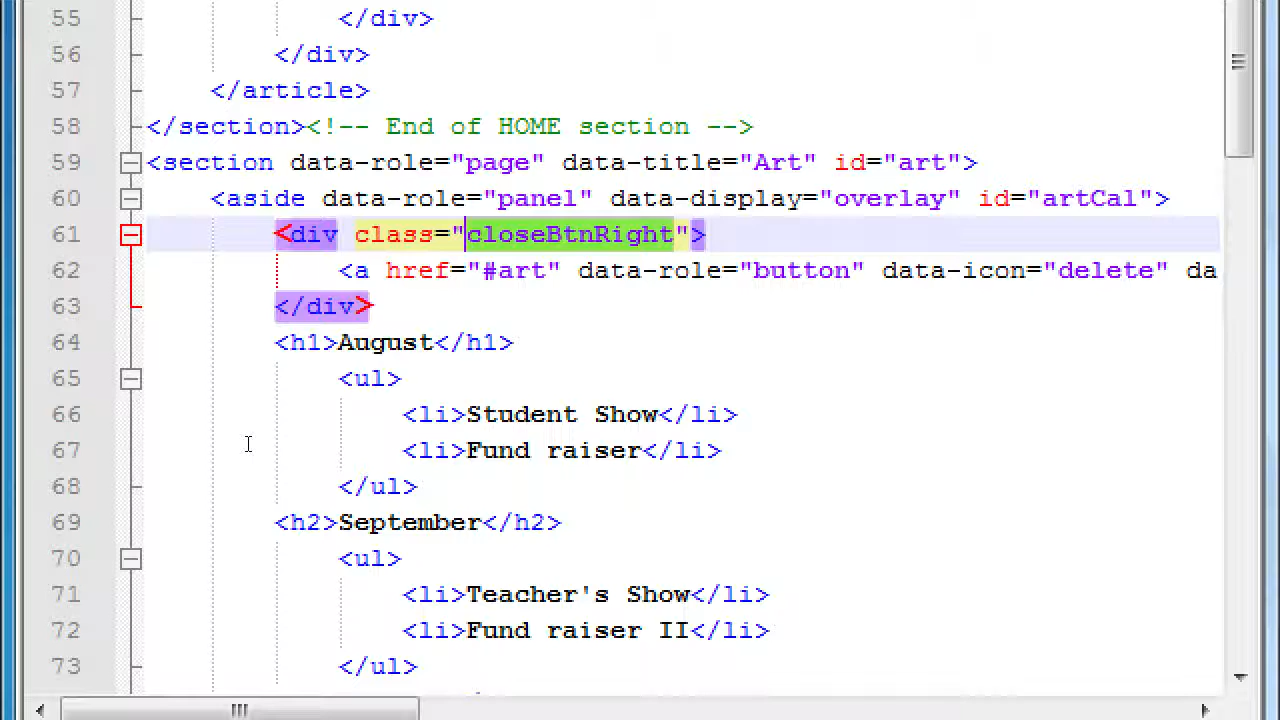 55 </div>
56 </div>
57 </article>
58 </section><!-- End of HOME section -->
59 <section data-role="page" data-title="Art" id="art">
60 <aside data-role="panel" data-display="overlay" id="artCal">
61 <div class="closeBtnRight">
62 <a href="#art" data-role="button" data-icon="delete" da
63 </div>
64 <h1>August</h1>
65 <ul>
66 <li>Student Show</li>
67 <li>Fund raiser</li>
68 </ul>
69 <h2>September</h2>
70 <ul>
71 <li>Teacher's Show</li>
72 <li>Fund raiser II</li>
73 </ul>